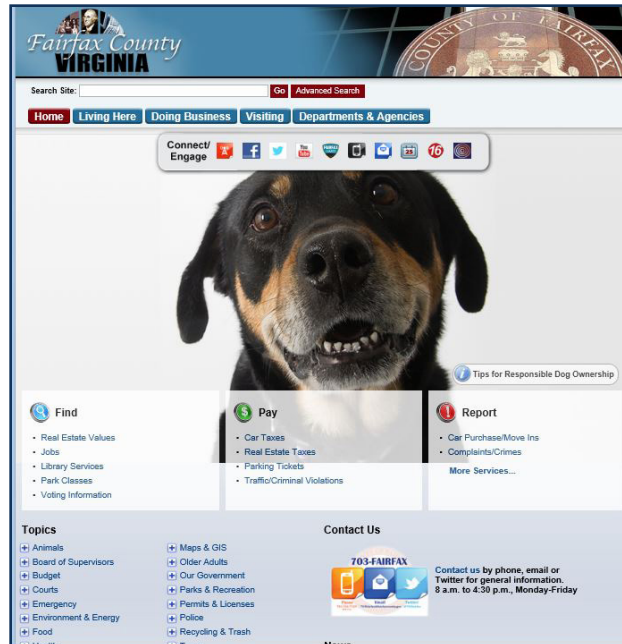 COUNTY OF FAIRFAX
Fairfax County
VIRGINIA
Search Site:
Go
Advanced Search
Home
Living Here
Doing Business
Visiting
Departments & Agencies
Connect/
Engage
You
Tube
25
16
Tips for Responsible Dog Ownership
Find
Real Estate Values
Jobs
Library Services
Park Classes
Voting Information
Pay
Car Taxes
Real Estate Taxes
Parking Tickets
Traffic/Criminal Violations
Report
Car Purchase/Move Ins
Complaints/Crimes
More Services...
Topics
Animals
Board of Supervisors
Budget
Courts
Emergency
Environment & Energy
Food
Maps & GIS
Older Adults
Our Government
Parks & Recreation
Permits & Licenses
Police
Recycling & Trash
Contact Us
703-FAIRFAX
Contact us by phone, email or
Twitter for general information.
8 a.m. to 4:30 p.m., Monday-Friday